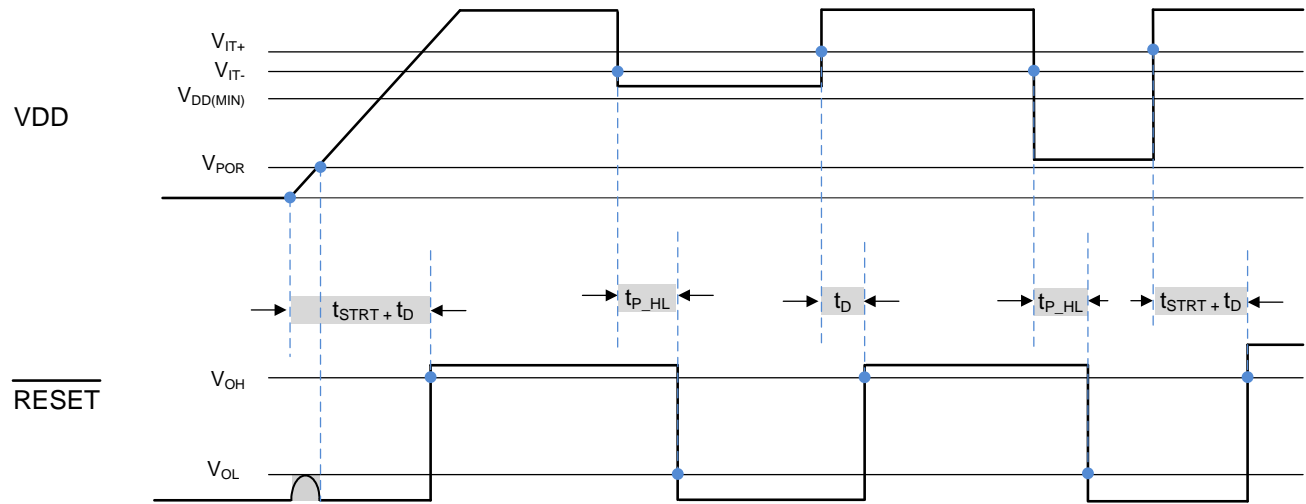 V_IT+
V_IT-
V_DD(MIN)
VDD
V_POR
t_STRT + t_D
t_P_HL
t_D
t_P_HL
t_STRT + t_D
V_OH
RESET
V_OL